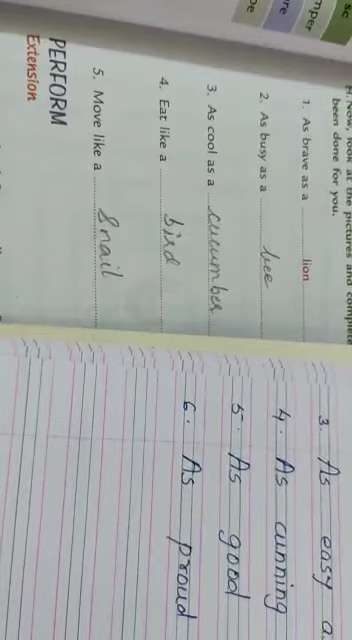 H. Now, look at the pictures and complete
been done for you.
1. As brave as a lion
2. As busy as a bee
3. As cool as a cucumber
4. Eat like a bird
5. Move like a Snail
PERFORM
Extension
3. As easy a
4. As cunning
5. As good
6. As proud